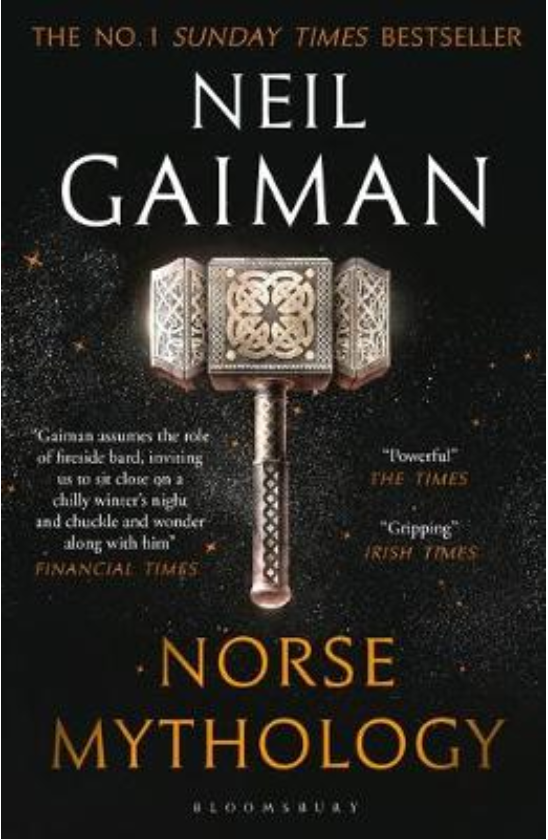 THE NO.1 SUNDAY TIMES BESTSELLER
NEIL
GAIMAN
"Gaiman assumes the role
of fireside bard, inviting
us to sit close on a
chilly winter's night
and chuckle and wonder
along with him"
FINANCIAL TIMES
"Powerful"
THE TIMES
"Gripping"
IRISH TIMES
NORSE
MYTHOLOGY
BLOOMSBURY